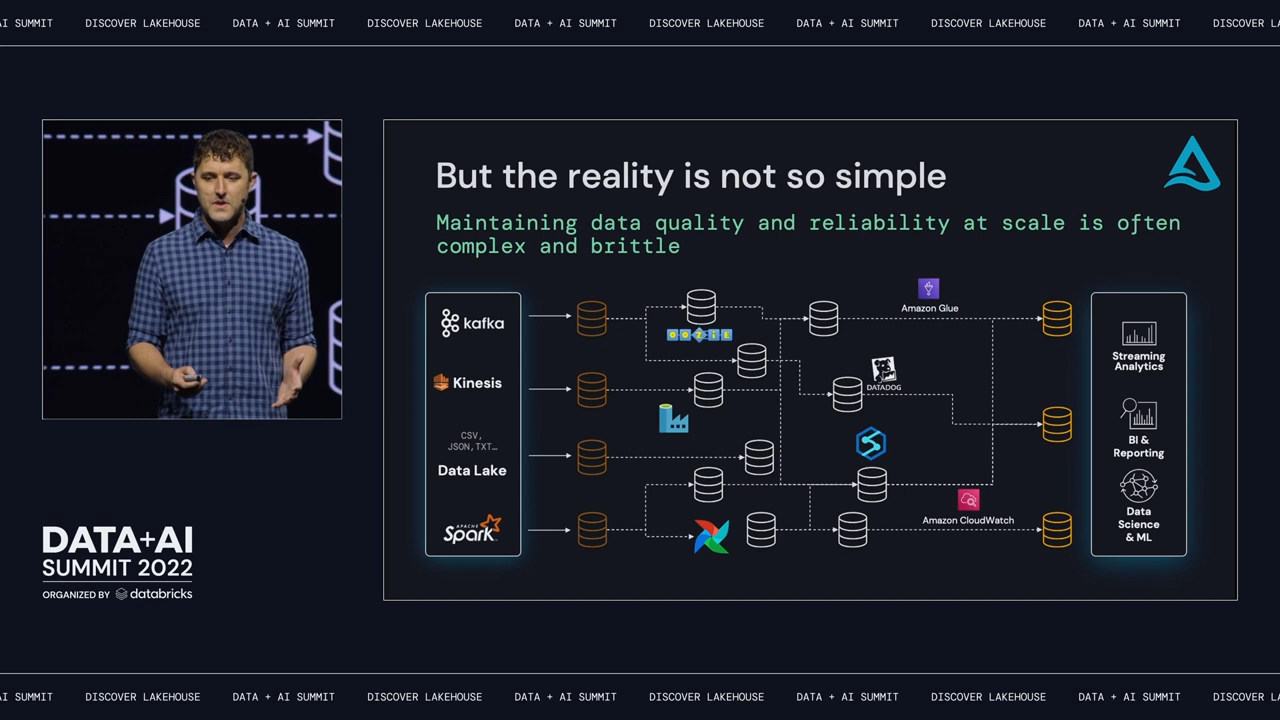 AI SUMMIT DISCOVER LAKEHOUSE DATA + AI SUMMIT DISCOVER LAKEHOUSE DATA + AI SUMMIT DISCOVER LAKEHOUSE DATA + AI SUMMIT DISCOVER LAKEHOUSE DATA + AI SUMMIT DISCOVER
But the reality is not so simple
Maintaining data quality and reliability at scale is often
complex and brittle
kafka
Kinesis
CSV,
JSON,TXT...
Data Lake
APACHE
Spark
OOZIE
Amazon Glue
DATADOG
Amazon CloudWatch
Streaming
Analytics
BI &
Reporting
Data
Science
& ML
DATA+AI
SUMMIT 2022
ORGANIZED BY databricks
AI SUMMIT DISCOVER LAKEHOUSE DATA + AI SUMMIT DISCOVER LAKEHOUSE DATA + AI SUMMIT DISCOVER LAKEHOUSE DATA + AI SUMMIT DISCOVER LAKEHOUSE DATA + AI SUMMIT DISCOVER